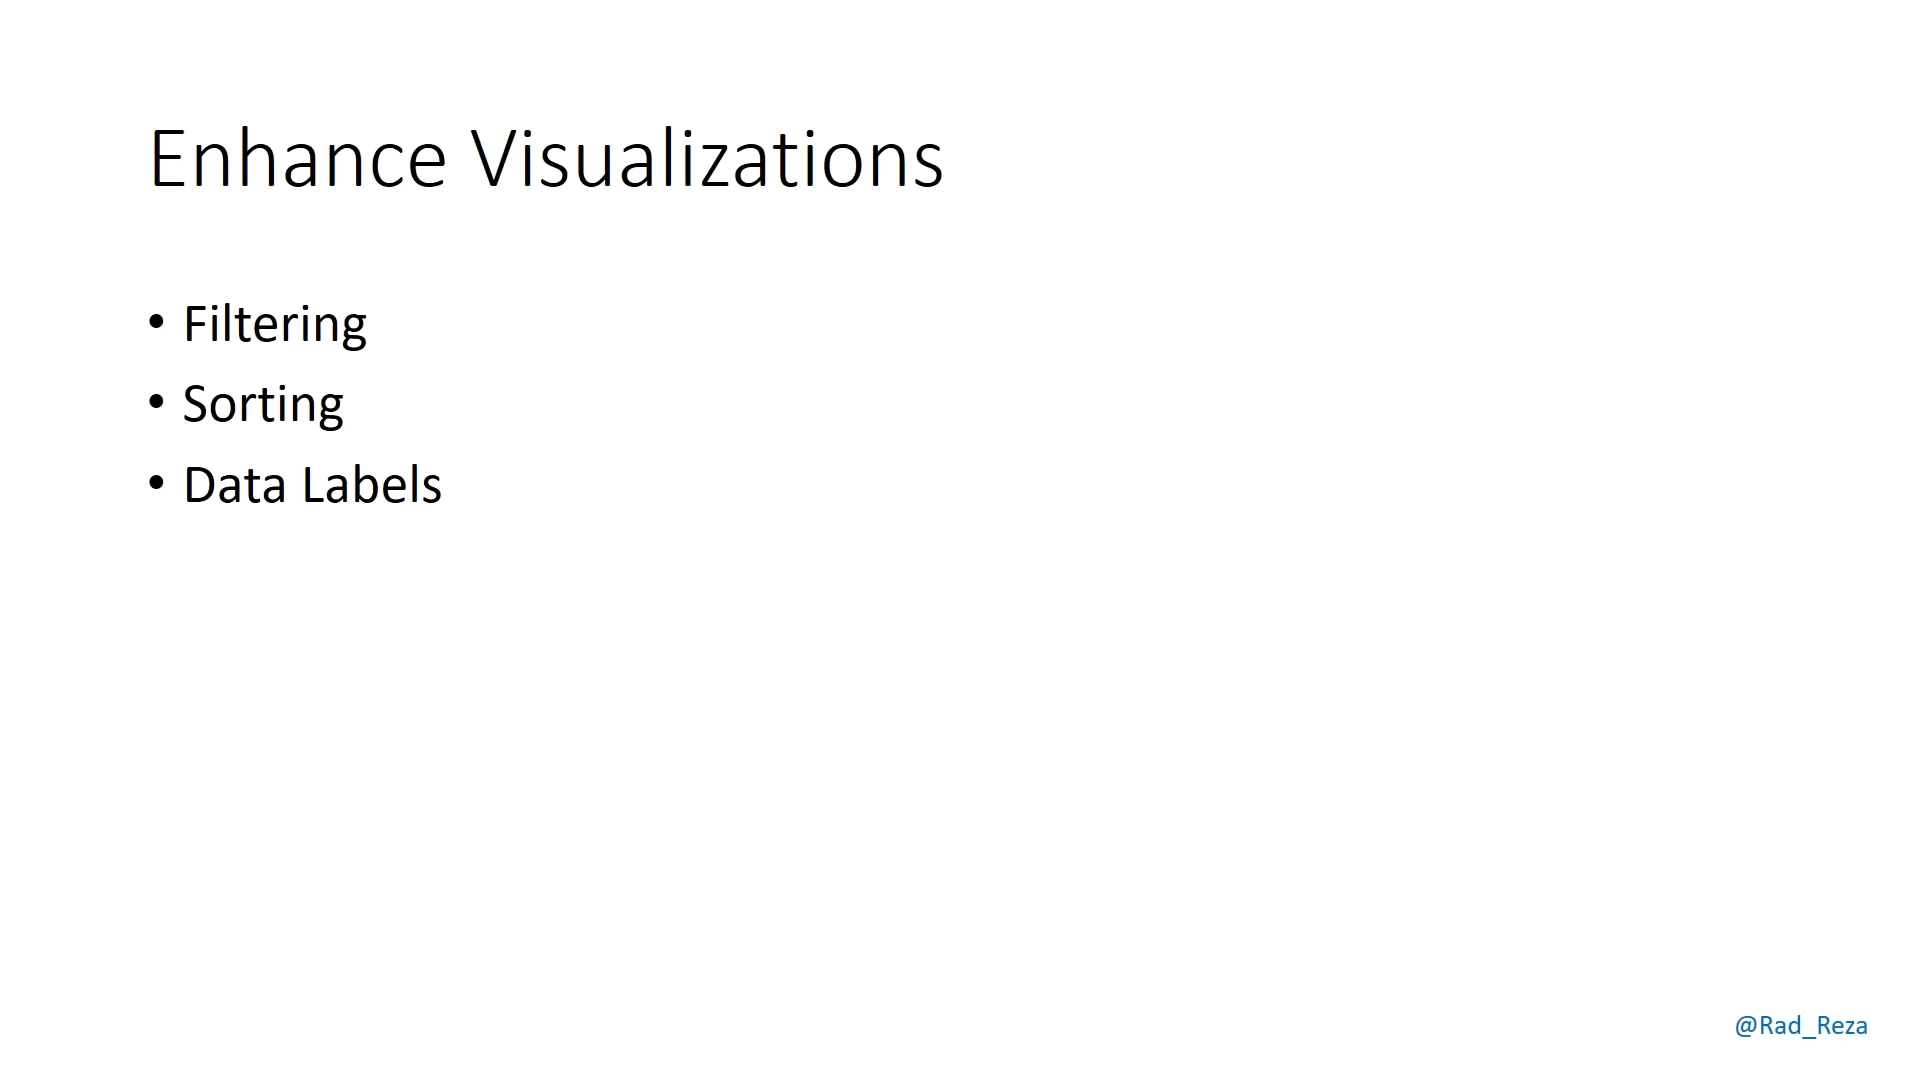 Enhance Visualizations
• Filtering
• Sorting
• Data Labels
@Rad_Reza